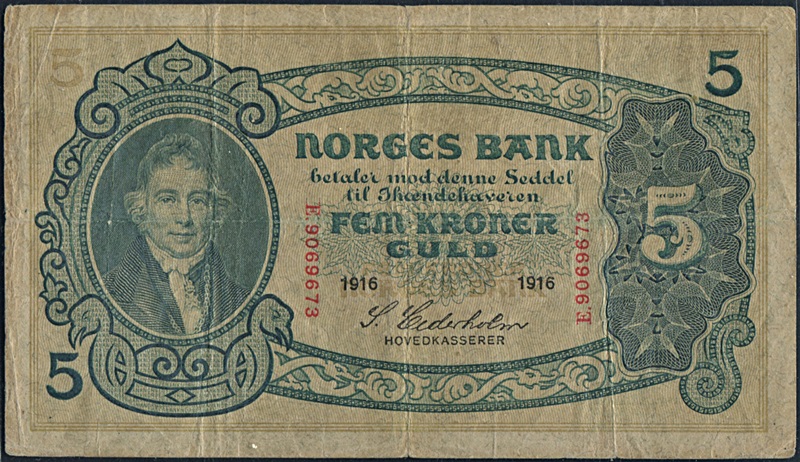 5
5
NORGES BANK
betaler mod denne Seddel
til Ihændehaveren
FEM KRONER
GULD
E.9069673
E.9069673
5
1916 1916
S. Cederholm
HOVEDKASSERER
5